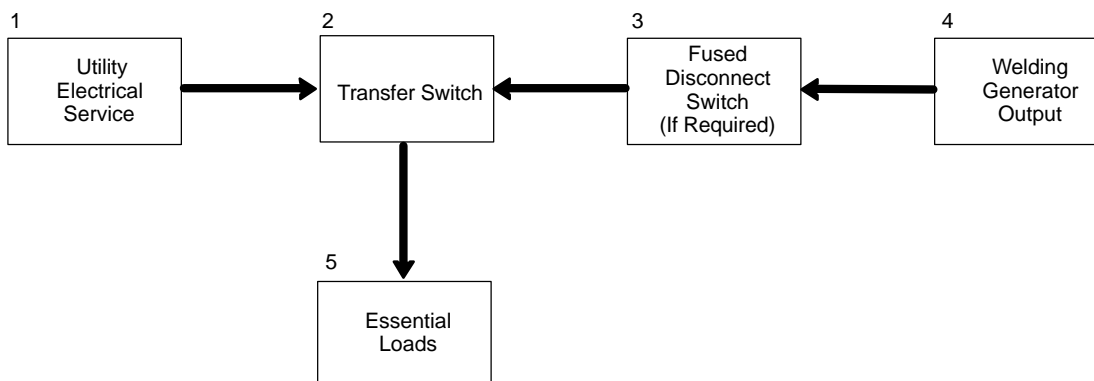 1
Utility
Electrical
Service
2
Transfer Switch
3
Fused
Disconnect
Switch
(If Required)
4
Welding
Generator
Output
5
Essential
Loads